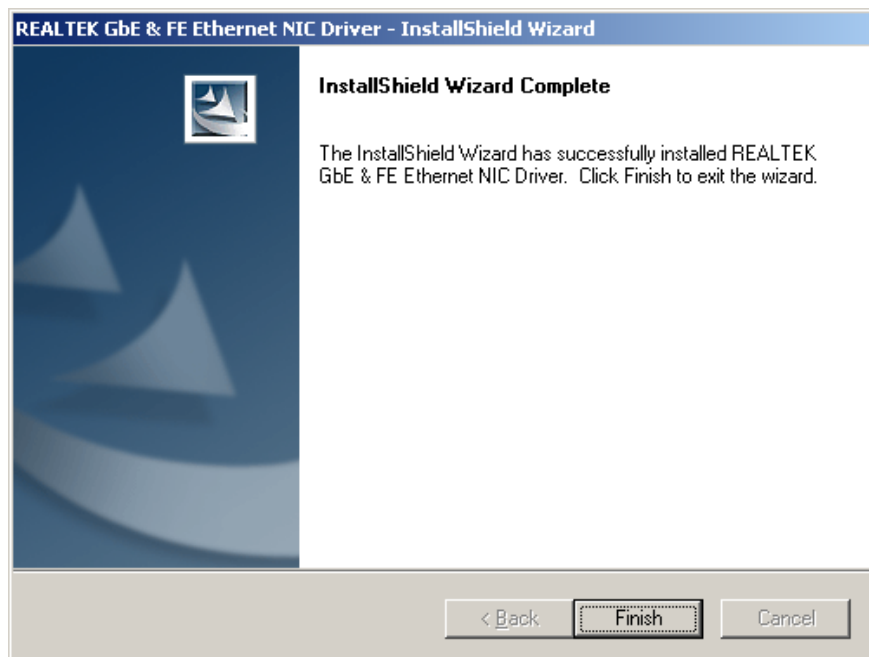 REALTEK GbE & FE Ethernet NIC Driver - InstallShield Wizard
InstallShield Wizard Complete
The InstallShield Wizard has successfully installed REALTEK
GbE & FE Ethernet NIC Driver.  Click Finish to exit the wizard.
< Back
Finish
Cancel